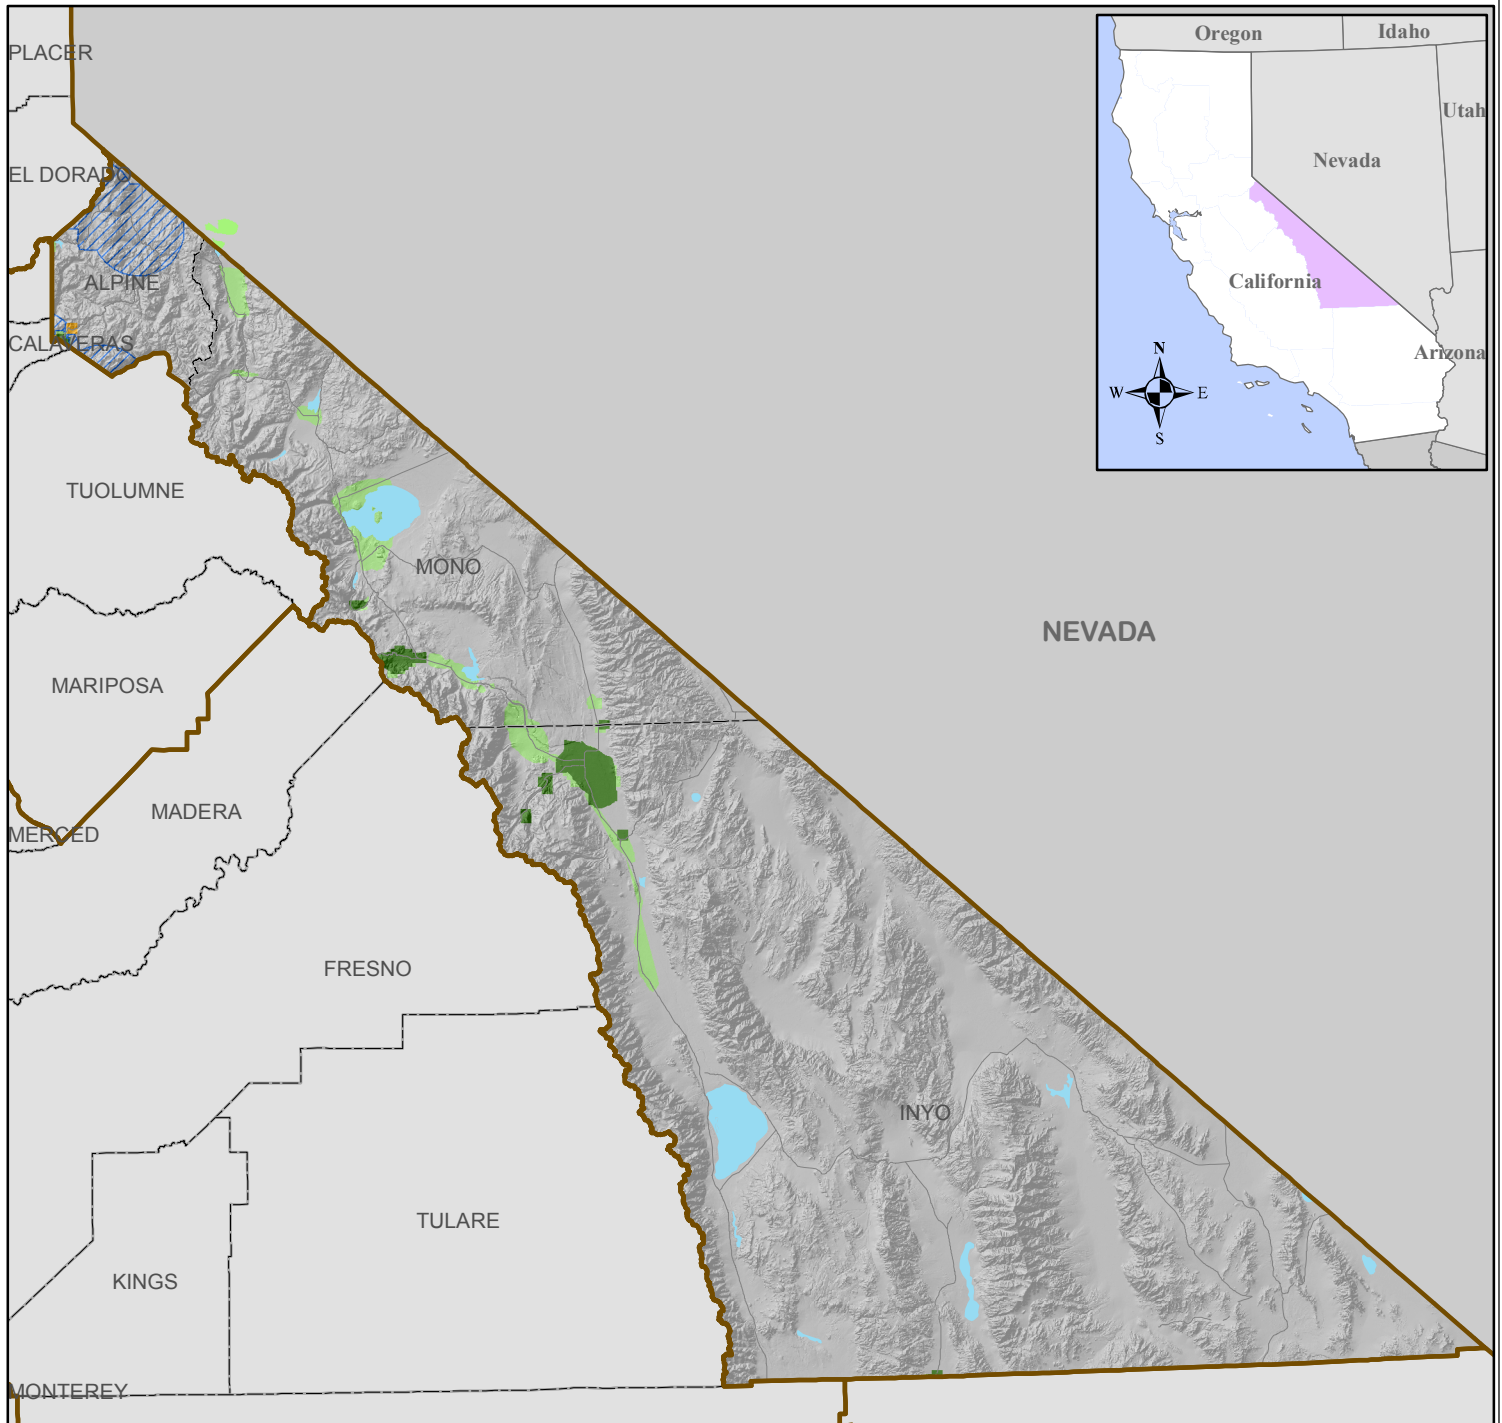 PLACER
Oregon
Idaho
Utah
EL DORADO
Nevada
ALPINE
California
CALAVERAS
Arizona
N
W
E
S
TUOLUMNE
MONO
NEVADA
MARIPOSA
MADERA
MERCED
FRESNO
INYO
TULARE
KINGS
MONTEREY